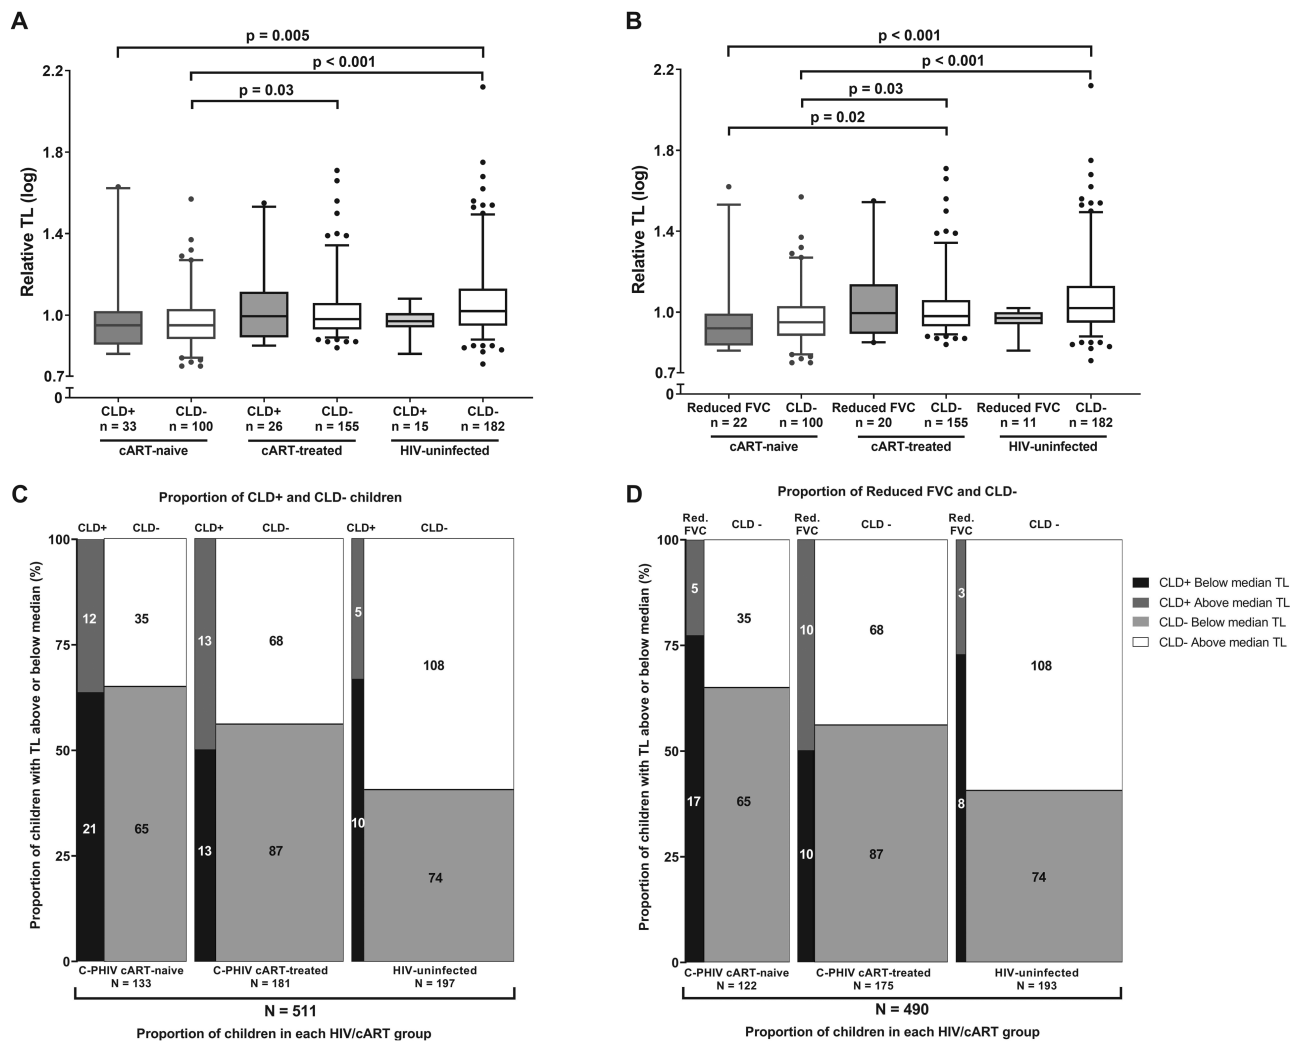 A
p = 0.005
p < 0.001
p = 0.03
2.2
1.8
1.4
1.0
0.7
0
Relative TL (log)
CLD+ CLD- CLD+ CLD- CLD+ CLD-
n = 33 n = 100 n = 26 n = 155 n = 15 n = 182
cART-naive cART-treated HIV-uninfected
B
p < 0.001
p < 0.001
p = 0.03
p = 0.02
2.2
1.8
1.4
1.0
0.7
0
Relative TL (log)
Reduced FVC CLD- Reduced FVC CLD- Reduced FVC CLD-
n = 22 n = 100 n = 20 n = 155 n = 11 n = 182
cART-naive cART-treated HIV-uninfected
C
Proportion of CLD+ and CLD- children
CLD+ CLD- CLD+ CLD- CLD+ CLD-
100
75
50
25
0
Proportion of children with TL above or below median (%)
12 35 13 68 5 108
21 65 13 87 10 74
C-PHIV cART-naive C-PHIV cART-treated HIV-uninfected
N = 133 N = 181 N = 197
N = 511
Proportion of children in each HIV/cART group
D
Proportion of Reduced FVC and CLD-
Red. Red. Red.
FVC CLD - FVC CLD - FVC CLD -
100
75
50
25
0
Proportion of children with TL above or below median (%)
5 35 10 68 3 108
17 65 10 87 8 74
C-PHIV cART-naive C-PHIV cART-treated HIV-uninfected
N = 122 N = 175 N = 193
N = 490
Proportion of children in each HIV/cART group
CLD+ Below median TL
CLD+ Above median TL
CLD- Below median TL
CLD- Above median TL